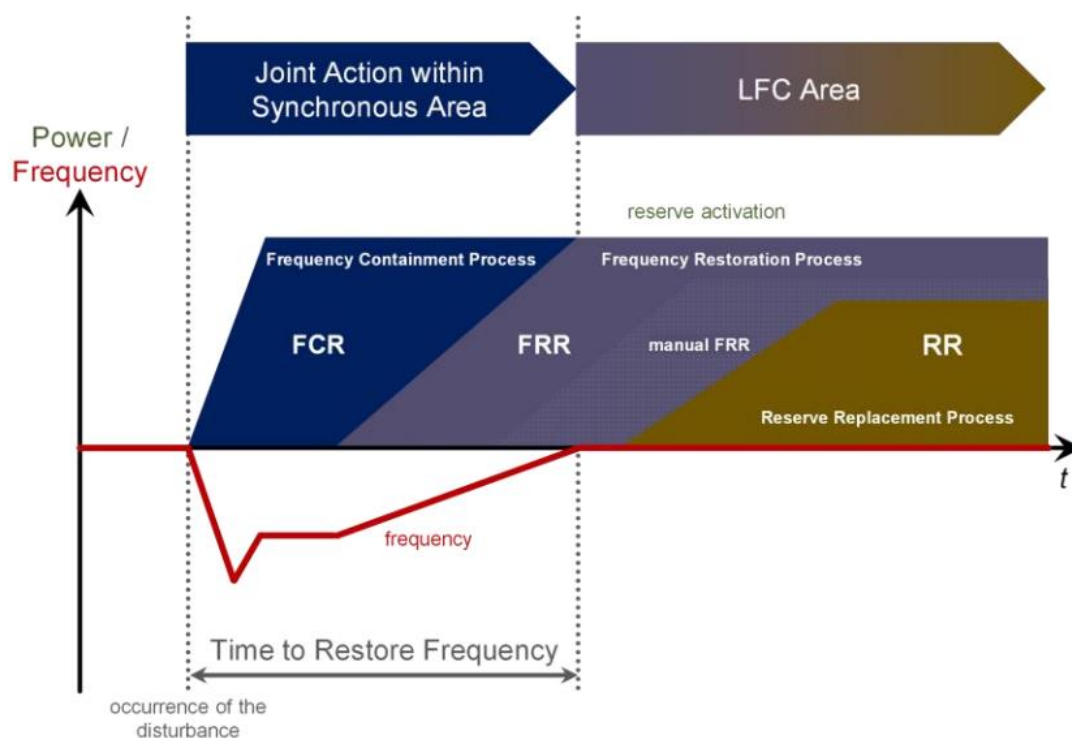 Joint Action within
Synchronous Area
LFC Area
Power /
Frequency
reserve activation
Frequency Containment Process
Frequency Restoration Process
FCR
FRR
manual FRR
RR
Reserve Replacement Process
t
frequency
Time to Restore Frequency
occurrence of the
disturbance